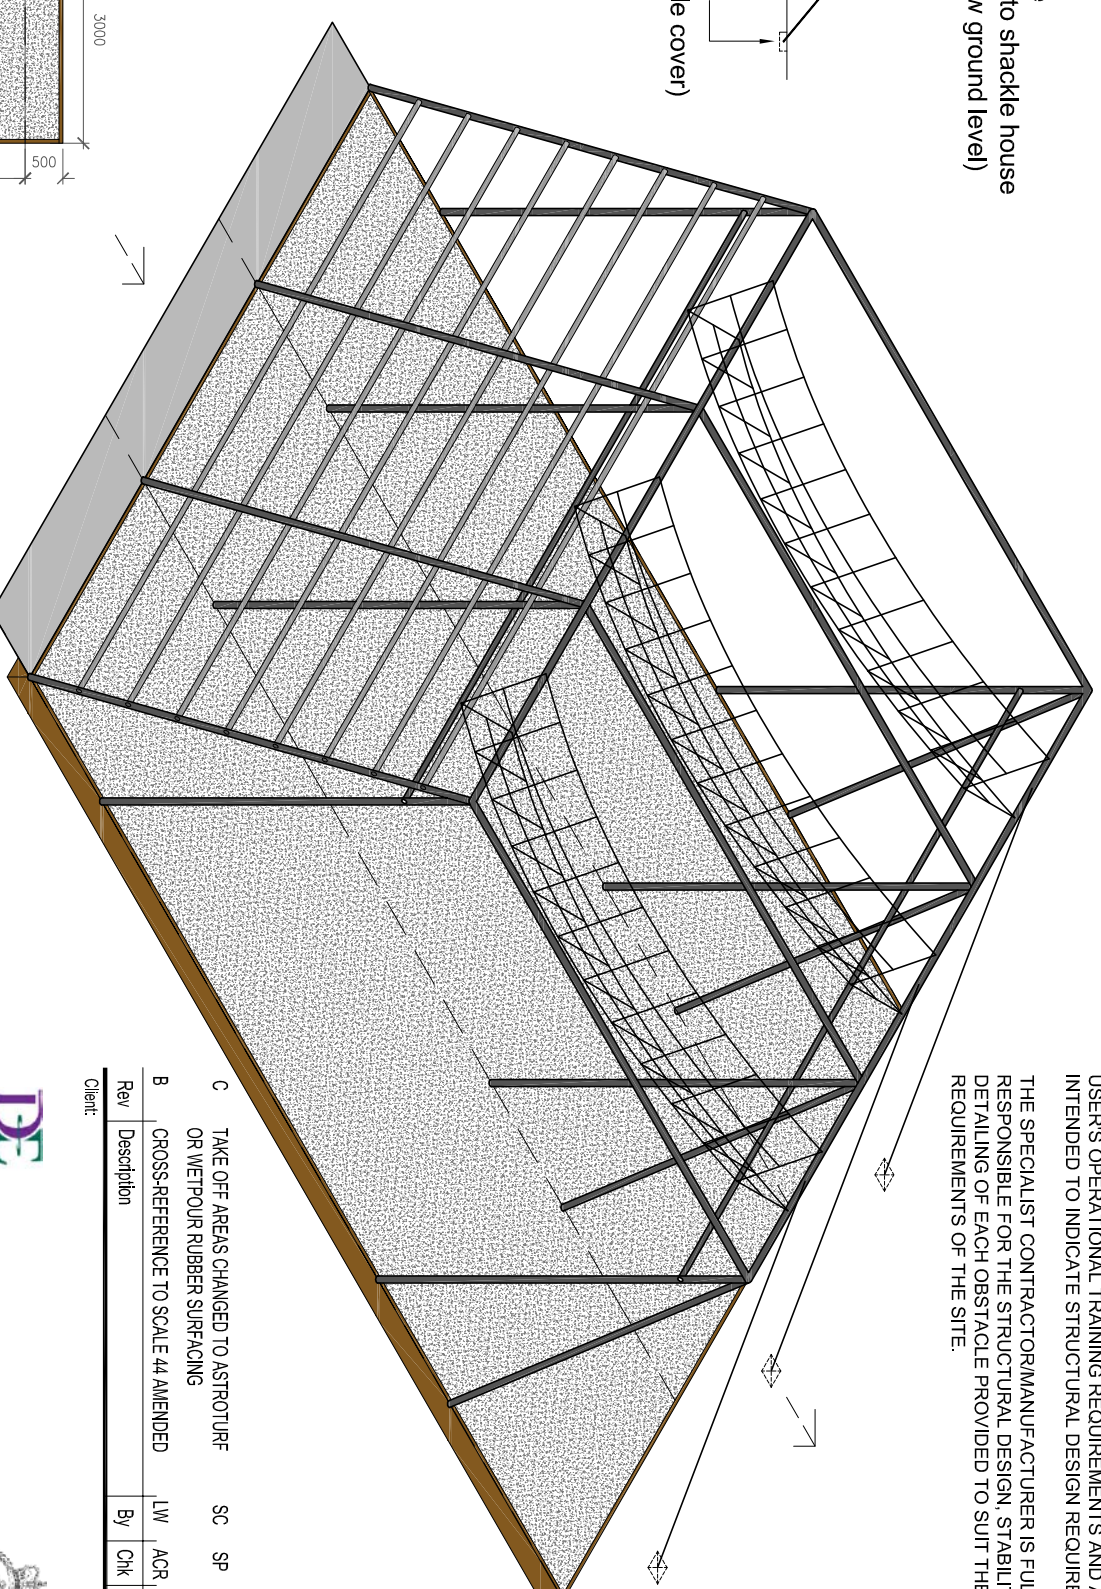 to shackle house
w ground level)
le cover)
3000
500
USER'S OPERATIONAL TRAINING REQUIREMENTS AND
INTENDED TO INDICATE STRUCTURAL DESIGN
THE SPECIALIST CONTRACTOR/MANUFACTURER IS
RESPONSIBLE FOR THE STRUCTURAL DESIGN,
DETAILING OF EACH OBSTACLE PROVIDED TO SUIT THE
REQUIREMENTS OF THE SITE.
C TAKE OFF AREAS CHANGED TO ASTROTURF SC SP
OR WETPOUR RUBBER SURFACING
B CROSS-REFERENCE TO SCALE 44 AMENDED LW ACR
Rev Description By Chk
Client:
DE